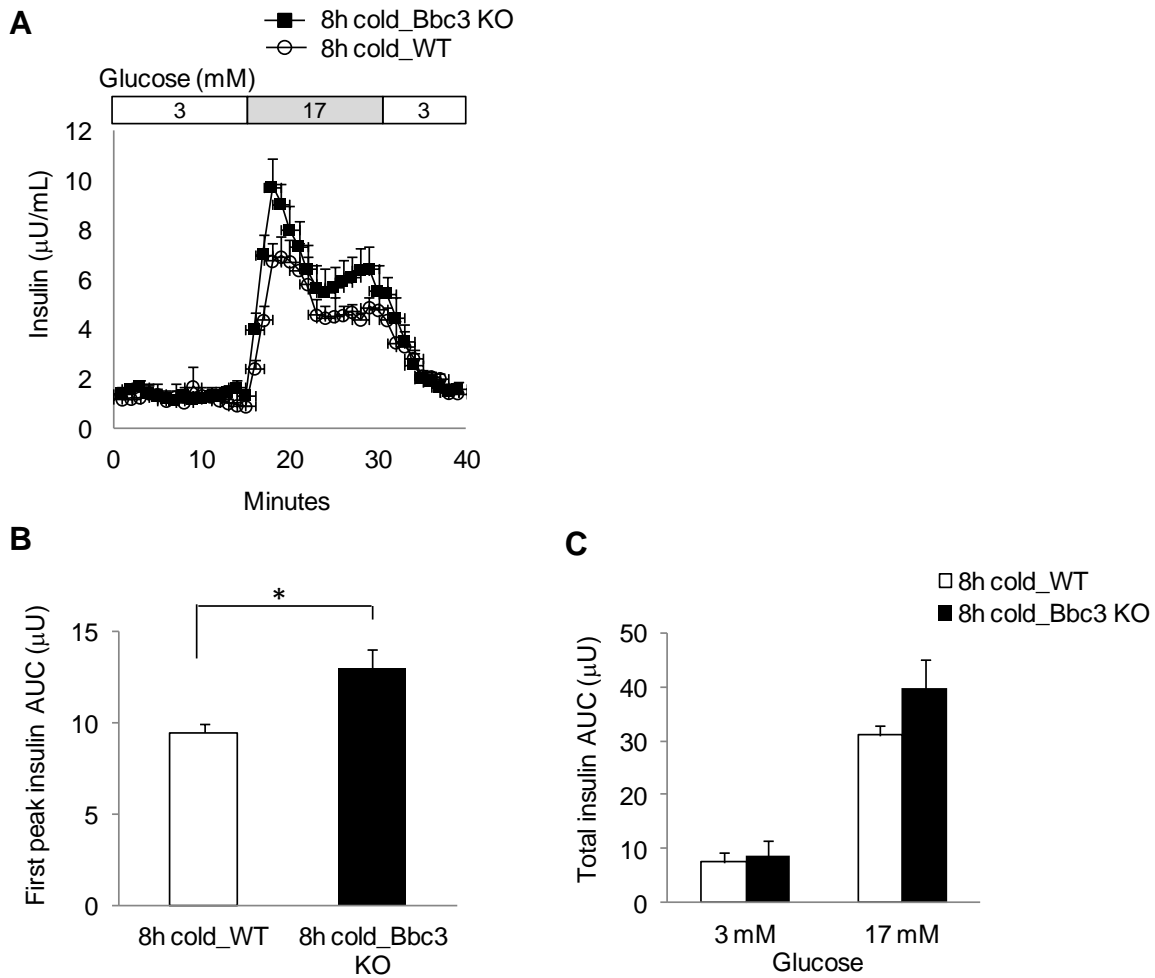 A
8h cold_Bbc3 KO
8h cold_WT
Glucose (mM)
3 17 3
Insulin (μU/mL)
12
10
8
6
4
2
0
0 10 20 30 40
Minutes
B
*
First peak insulin AUC (μU)
15
10
5
0
8h cold_WT
8h cold_Bbc3
KO
C
8h cold_WT
8h cold_Bbc3 KO
Total insulin AUC (μU)
50
40
30
20
10
0
3 mM 17 mM
Glucose